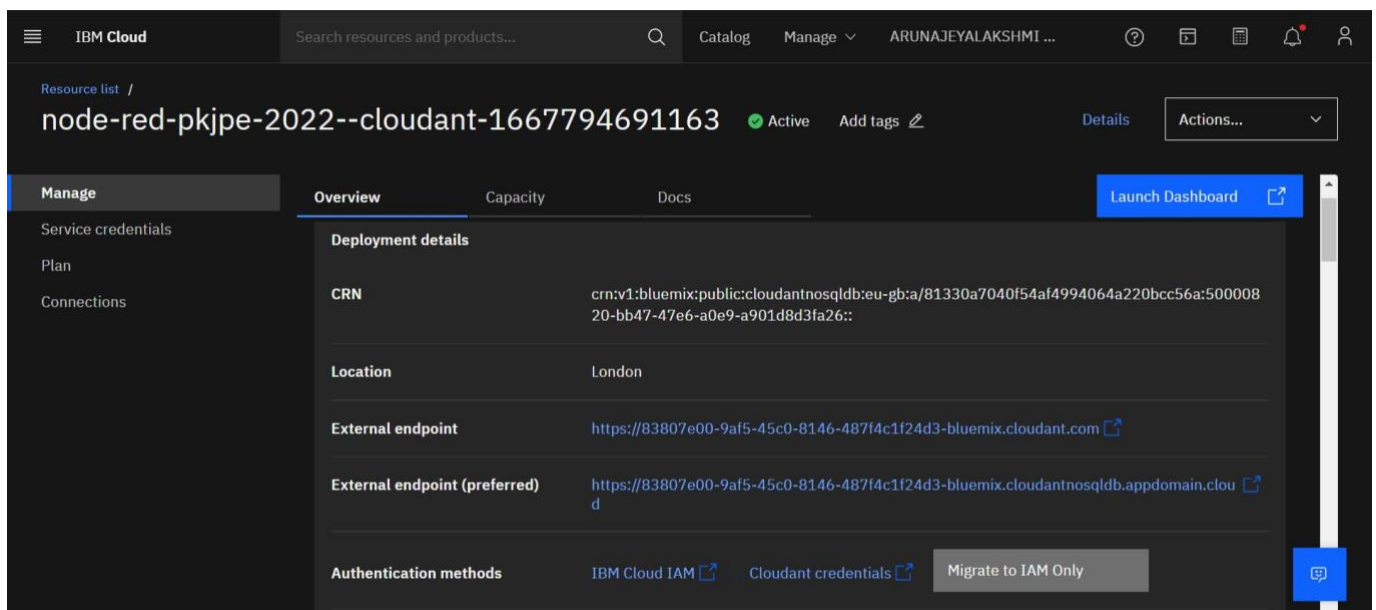 IBM Cloud
Search resources and products...
Catalog
Manage
ARUNAJEYALAKSHMI ...
Resource list /
node-red-pkjpe-2022--cloudant-1667794691163
Active
Add tags
Details
Actions...
Manage
Service credentials
Plan
Connections
Overview
Capacity
Docs
Launch Dashboard
Deployment details
CRN
crn:v1:bluemix:public:cloudantnosqldb:eu-gb:a/81330a7040f54af4994064a220bcc56a:500008
20-bb47-47e6-a0e9-a901d8d3fa26::
Location
London
External endpoint
https://83807e00-9af5-45c0-8146-487f4c1f24d3-bluemix.cloudant.com
External endpoint (preferred)
https://83807e00-9af5-45c0-8146-487f4c1f24d3-bluemix.cloudantnosqldb.appdomain.clou
d
Authentication methods
IBM Cloud IAM
Cloudant credentials
Migrate to IAM Only